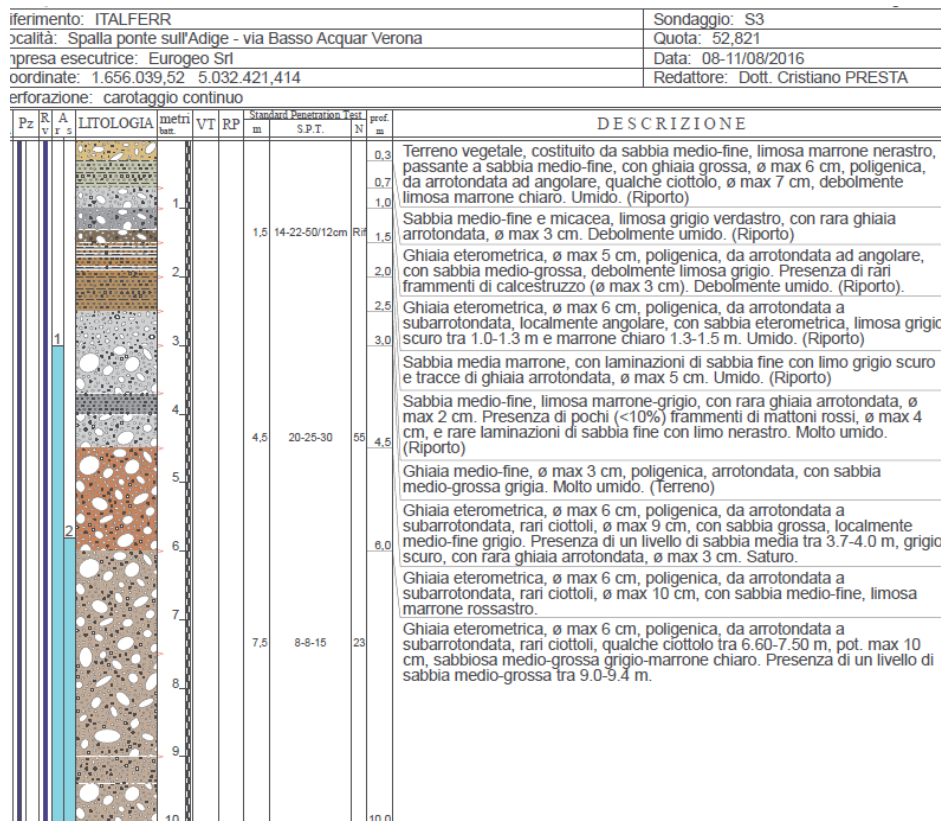 iferimento: ITALFERR
Sondaggio: S3
ocalità: Spalla ponte sull'Adige - via Basso Acquar Verona
Quota: 52,821
mpresa esecutrice: Eurogeo Srl
Data: 08-11/08/2016
oordinate: 1.656.039,52 5.032.421,414
Redattore: Dott. Cristiano PRESTA
erforazione: carotaggio continuo
Pz
R v
A r s
LITOLOGIA
metri batt.
VT
RP
Standard Penetration Test
m S.P.T. N
prof. m
DESCRIZIONE
0,3
0,7
1,0
1,5
2,0
2,5
3,0
4,5
6,0
10,0
1
2
3
4
5
6
7
8
9
10
1
2
1,5 14-22-50/12cm Rif
4,5 20-25-30 55
7,5 8-8-15 23
Terreno vegetale, costituito da sabbia medio-fine, limosa marrone nerastro,
passante a sabbia medio-fine, con ghiaia grossa, ø max 6 cm, poligenica,
da arrotondata ad angolare, qualche ciottolo, ø max 7 cm, debolmente
limosa marrone chiaro. Umido. (Riporto)
Sabbia medio-fine e micacea, limosa grigio verdastro, con rara ghiaia
arrotondata, ø max 3 cm. Debolmente umido. (Riporto)
Ghiaia eterometrica, ø max 5 cm, poligenica, da arrotondata ad angolare,
con sabbia medio-grossa, debolmente limosa grigio. Presenza di rari
frammenti di calcestruzzo (ø max 3 cm). Debolmente umido. (Riporto).
Ghiaia eterometrica, ø max 6 cm, poligenica, da arrotondata a
subarrotondata, localmente angolare, con sabbia eterometrica, limosa grigio
scuro tra 1.0-1.3 m e marrone chiaro 1.3-1.5 m. Umido. (Riporto)
Sabbia media marrone, con laminazioni di sabbia fine con limo grigio scuro
e tracce di ghiaia arrotondata, ø max 5 cm. Umido. (Riporto)
Sabbia medio-fine, limosa marrone-grigio, con rara ghiaia arrotondata, ø
max 2 cm. Presenza di pochi (<10%) frammenti di mattoni rossi, ø max 4
cm, e rare laminazioni di sabbia fine con limo nerastro. Molto umido.
(Riporto)
Ghiaia medio-fine, ø max 3 cm, poligenica, arrotondata, con sabbia
medio-grossa grigia. Molto umido. (Terreno)
Ghiaia eterometrica, ø max 6 cm, poligenica, da arrotondata a
subarrotondata, rari ciottoli, ø max 9 cm, con sabbia grossa, localmente
medio-fine grigio. Presenza di un livello di sabbia media tra 3.7-4.0 m, grigio
scuro, con rara ghiaia arrotondata, ø max 3 cm. Saturo.
Ghiaia eterometrica, ø max 6 cm, poligenica, da arrotondata a
subarrotondata, rari ciottoli, ø max 10 cm, con sabbia medio-fine, limosa
marrone rossastro.
Ghiaia eterometrica, ø max 6 cm, poligenica, da arrotondata a
subarrotondata, rari ciottoli, qualche ciottolo tra 6.60-7.50 m, pot. max 10
cm, sabbiosa medio-grossa grigio-marrone chiaro. Presenza di un livello di
sabbia medio-grossa tra 9.0-9.4 m.